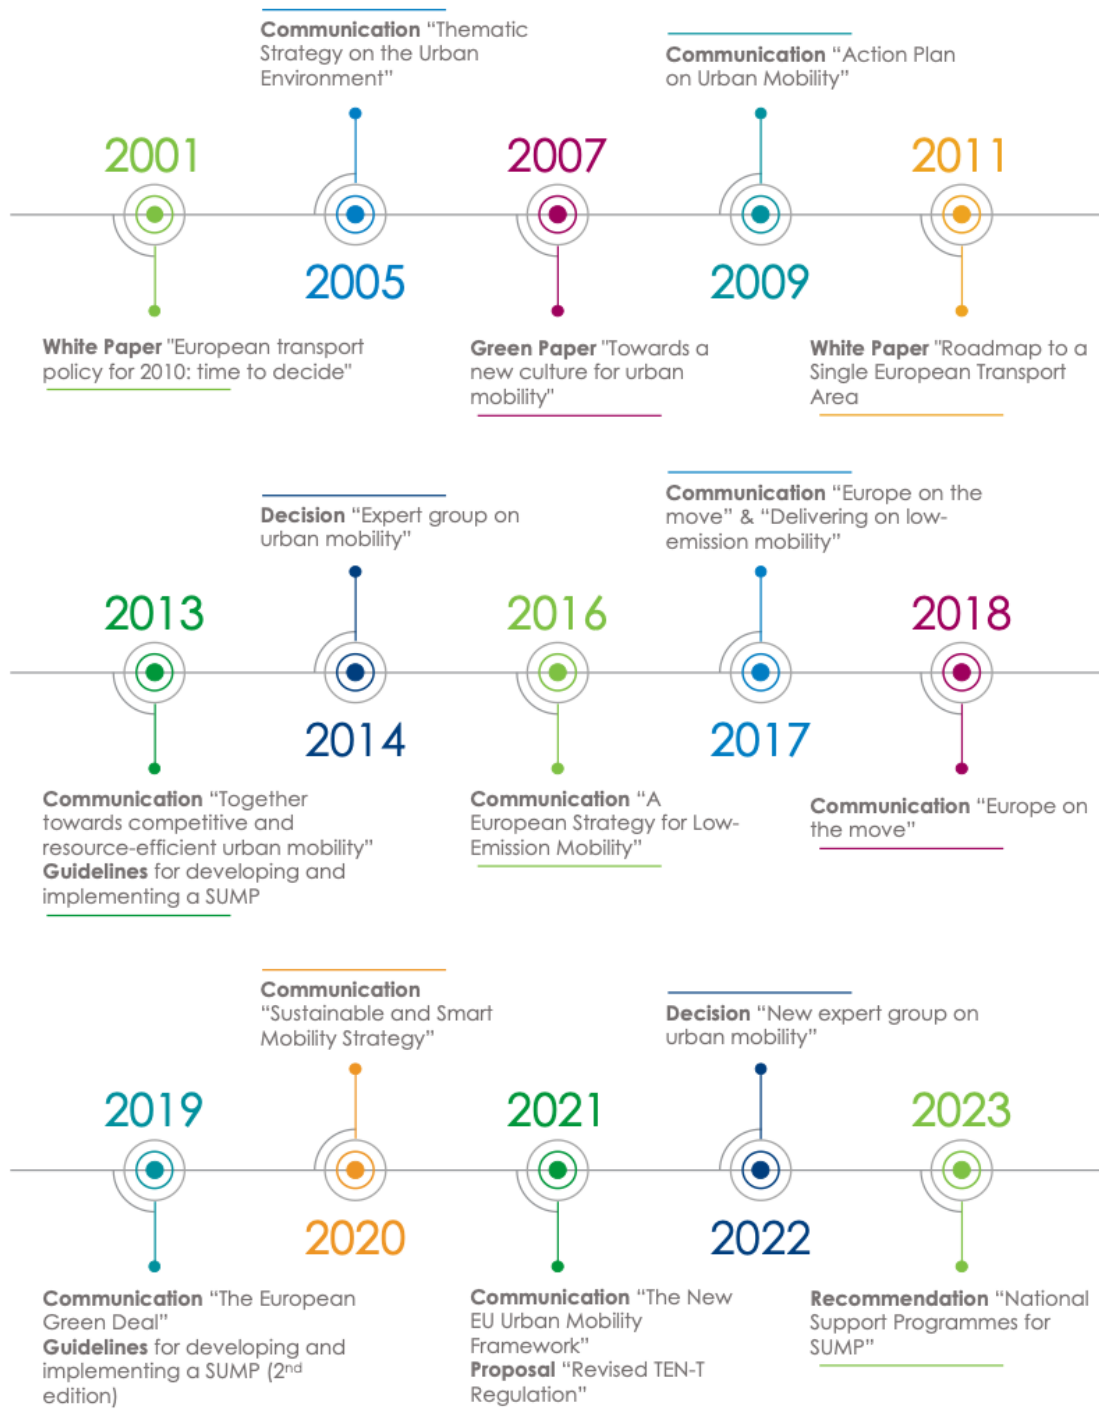 Communication “Thematic
Strategy on the Urban
Environment”
Communication “Action Plan
on Urban Mobility”
2001
2007
2011
2005
2009
White Paper "European transport
policy for 2010: time to decide"
Green Paper "Towards a
new culture for urban
mobility"
White Paper "Roadmap to a
Single European Transport
Area
Decision “Expert group on
urban mobility”
Communication “Europe on the
move” & “Delivering on low-
emission mobility”
2013
2016
2018
2014
2017
Communication “Together
towards competitive and
resource-efficient urban mobility”
Guidelines for developing and
implementing a SUMP
Communication “A
European Strategy for Low-
Emission Mobility”
Communication “Europe on
the move”
Communication
“Sustainable and Smart
Mobility Strategy”
Decision “New expert group on
urban mobility”
2019
2021
2023
2020
2022
Communication “The European
Green Deal”
Guidelines for developing and
implementing a SUMP (2nd
edition)
Communication “The New
EU Urban Mobility
Framework”
Proposal “Revised TEN-T
Regulation”
Recommendation “National
Support Programmes for
SUMP”